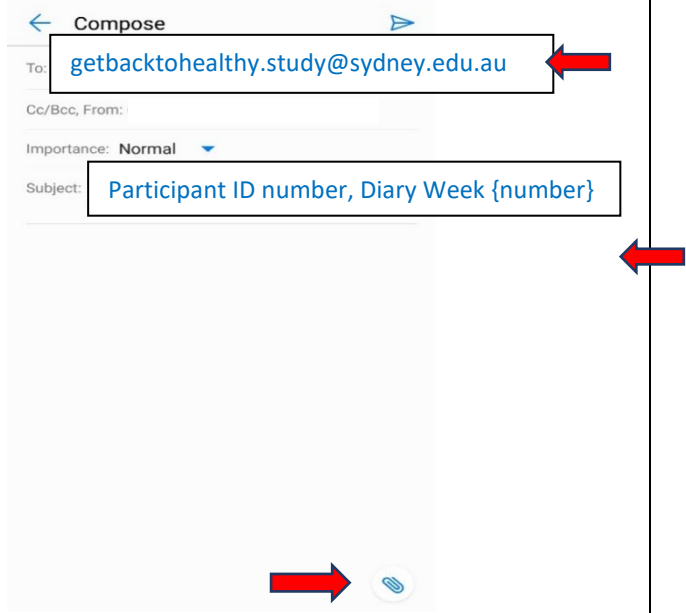 Compose
To: getbacktohealthy.study@sydney.edu.au
Cc/Bcc, From:
Importance: Normal
Subject: Participant ID number, Diary Week {number}